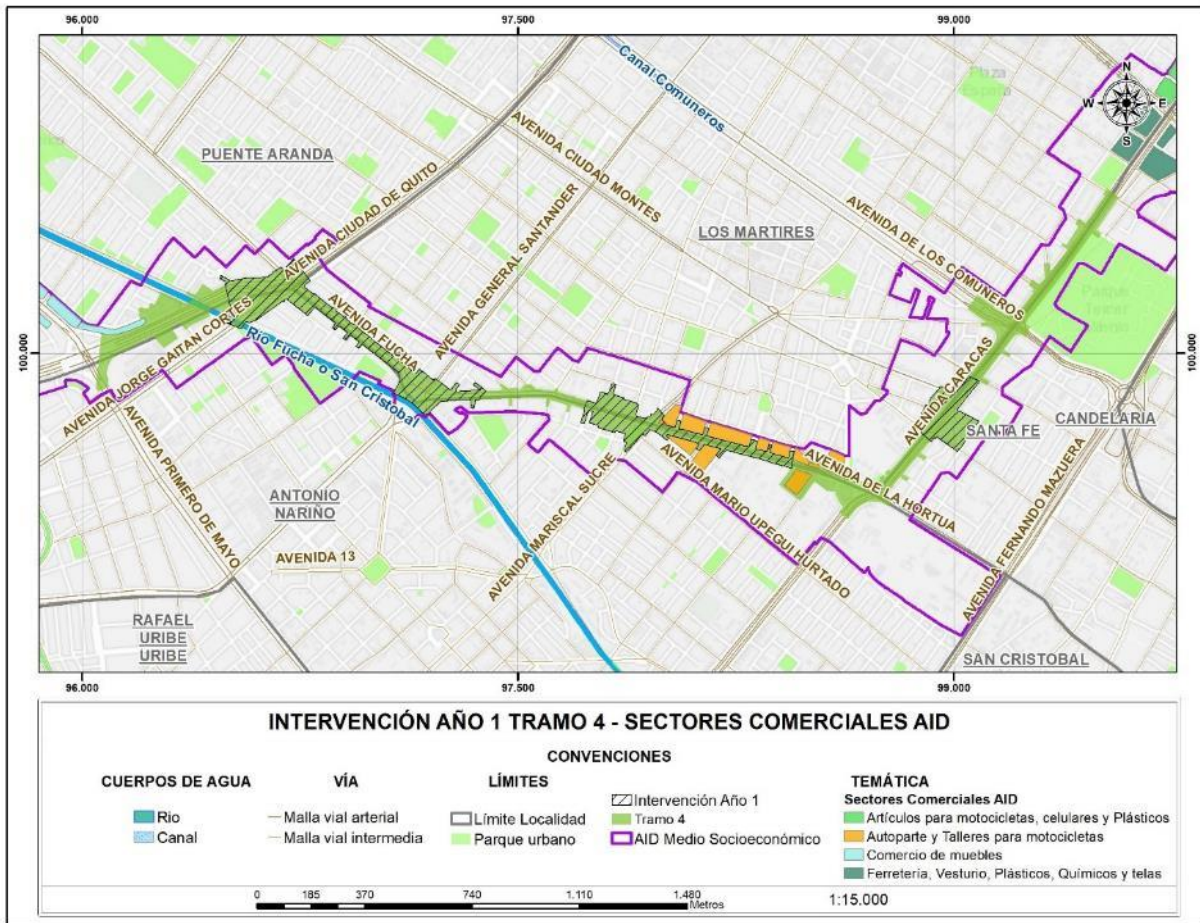 96.000
97.500
99.000
Canal Comuneros
Plaza
España
N
W
E
S
PUENTE ARANDA
AVENIDA CIUDAD DE QUITO
AVENIDA CIUDAD MONTES
AVENIDA GENERAL SANTANDER
LOS MARTIRES
AVENIDA DE LOS COMUNEROS
AVENIDA FUCHA
100.000
100.000
AVENIDA JORGE GAITAN CORTES
Río Fucha o San Cristobal
AVENIDA CARACAS
SANTA FE
CANDELARIA
AVENIDA PRIMERO DE MAYO
AVENIDA MARISCAL SUCRE
AVENIDA DE LA HORTUA
AVENIDA MARIO UPEGUI HURTADO
AVENIDA FERNANDO MAZUERA
ANTONIO
NARIÑO
AVENIDA 13
RAFAEL
URIBE
URIBE
SAN CRISTOBAL
96.000
97.500
99.000
INTERVENCIÓN AÑO 1 TRAMO 4 - SECTORES COMERCIALES AID
CONVENCIONES
CUERPOS DE AGUA
Rio
Canal
VÍA
Malla vial arterial
Malla vial intermedia
LÍMITES
Límite Localidad
Parque urbano
Intervención Año 1
Tramo 4
AID Medio Socioeconómico
TEMÁTICA
Sectores Comerciales AID
Artículos para motocicletas, celulares y Plásticos
Autoparte y Talleres para motocicletas
Comercio de muebles
Ferretería, Vesturio, Plásticos, Químicos y telas
0 185 370 740 1.110 1.480
Metros
1:15.000